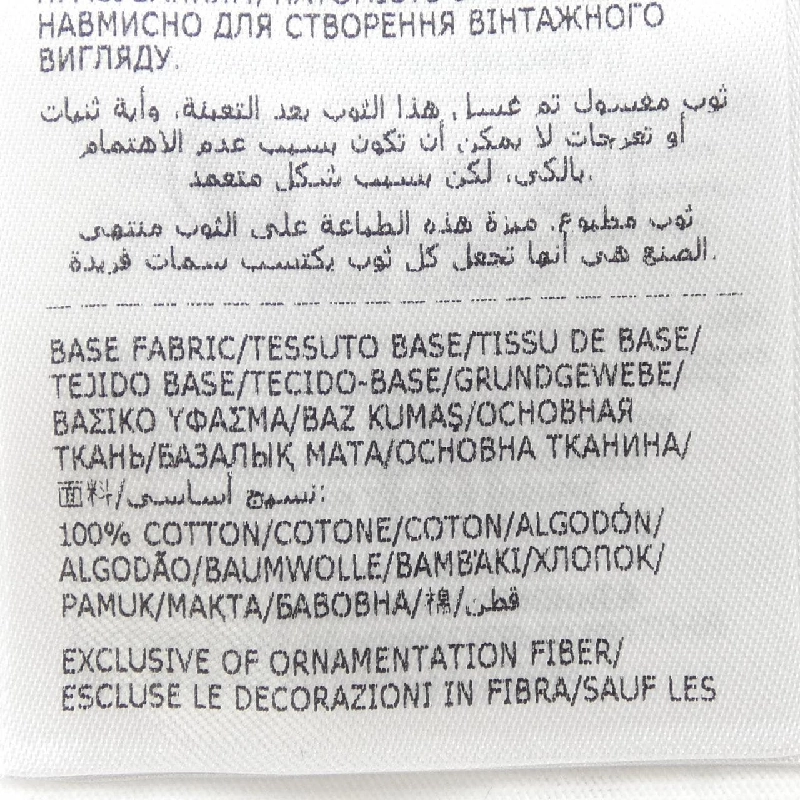 НАВМИСНО ДЛЯ СТВОРЕННЯ ВІНТАЖНОГО
ВИГЛЯДУ.
ثوب مغسول تم غسل هذا الثوب بعد التعبئة، وأية ثنيات
أو تعرجات لا يمكن أن تكون بسبب عدم الاهتمام
بالكي، لكن بسبب شكل متعمد.
ثوب مطبوع. ميزة هذه الطباعة على الثوب منتهى
الصنع هى أنها تجعل كل ثوب يكتسب سمات فريدة.
BASE FABRIC/TESSUTO BASE/TISSU DE BASE/
TEJIDO BASE/TECIDO-BASE/GRUNDGEWEBE/
ΒΑΣΙΚΟ ΥΦΑΣΜΑ/BAZ KUMAŞ/ОСНОВНАЯ
ТКАНЬ/БАЗАЛЫҚ МАТА/ОСНОВНА ТКАНИНА/
面料/نسيج أساسى:
100% COTTON/COTONE/COTON/ALGODÓN/
ALGODÃO/BAUMWOLLE/ΒΑΜΒΆΚΙ/ХЛОПОК/
PAMUK/МАҚТА/БАВОВНА/棉/قطن
EXCLUSIVE OF ORNAMENTATION FIBER/
ESCLUSE LE DECORAZIONI IN FIBRA/SAUF LES